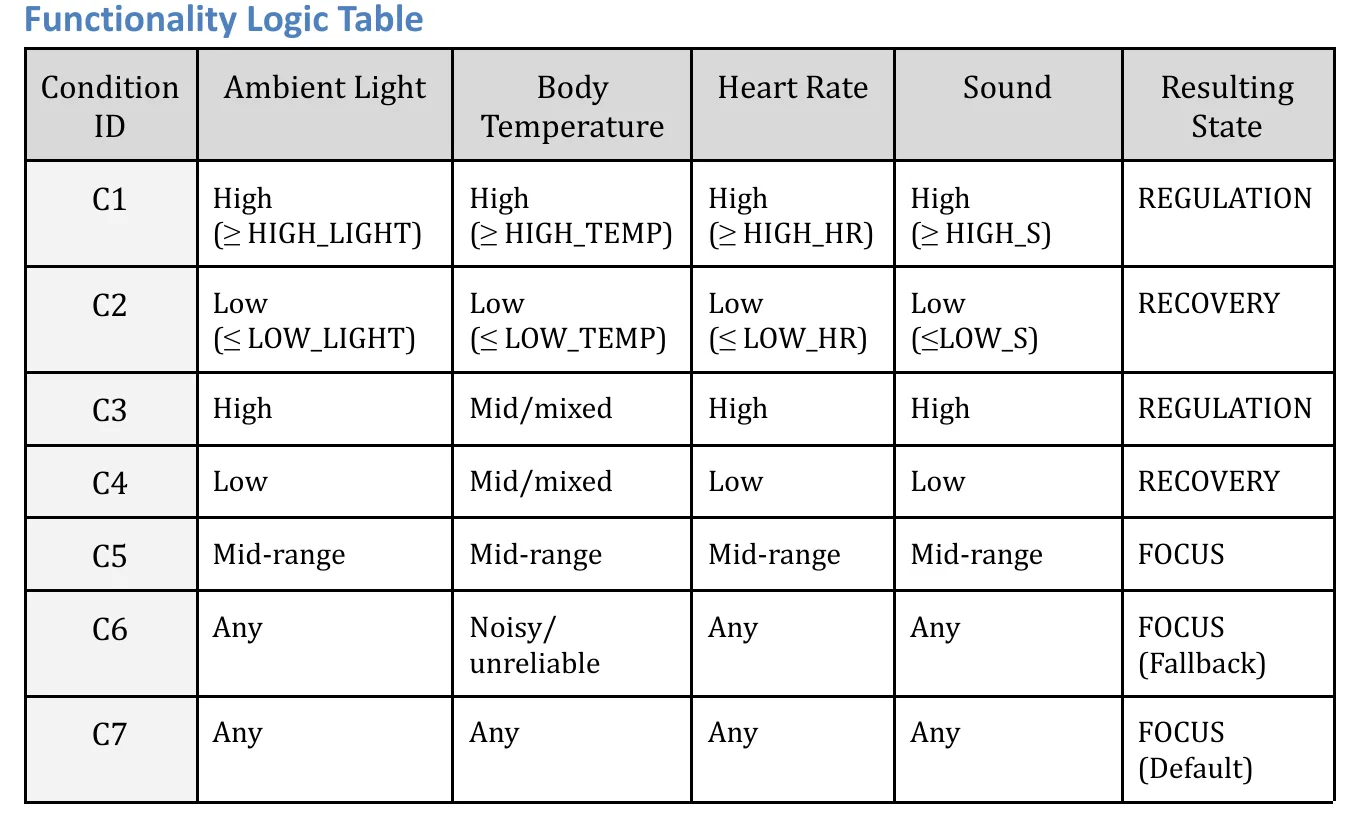 Functionality Logic Table
Condition ID Ambient Light Body Temperature Heart Rate Sound Resulting State
C1 High (≥ HIGH_LIGHT) High (≥ HIGH_TEMP) High (≥ HIGH_HR) High (≥ HIGH_S) REGULATION
C2 Low (≤ LOW_LIGHT) Low (≤ LOW_TEMP) Low (≤ LOW_HR) Low (≤LOW_S) RECOVERY
C3 High Mid/mixed High High REGULATION
C4 Low Mid/mixed Low Low RECOVERY
C5 Mid-range Mid-range Mid-range Mid-range FOCUS
C6 Any Noisy/ unreliable Any Any FOCUS (Fallback)
C7 Any Any Any Any FOCUS (Default)